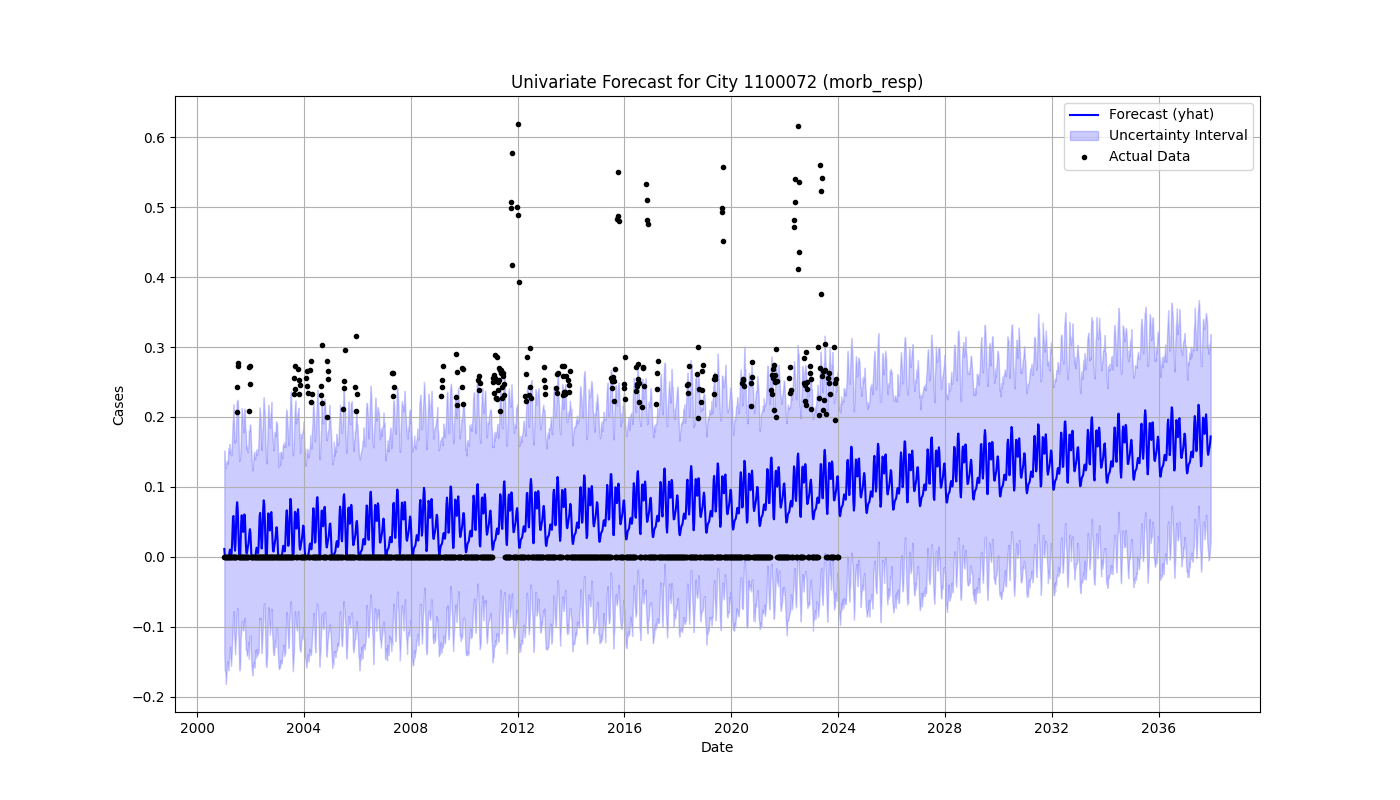 Univariate Forecast for City 1100072 (morb_resp)
Forecast (yhat)
Uncertainty Interval
Actual Data
Cases
0.6
0.5
0.4
0.3
0.2
0.1
0.0
−0.1
−0.2
2000 2004 2008 2012 2016 2020 2024 2028 2032 2036
Date